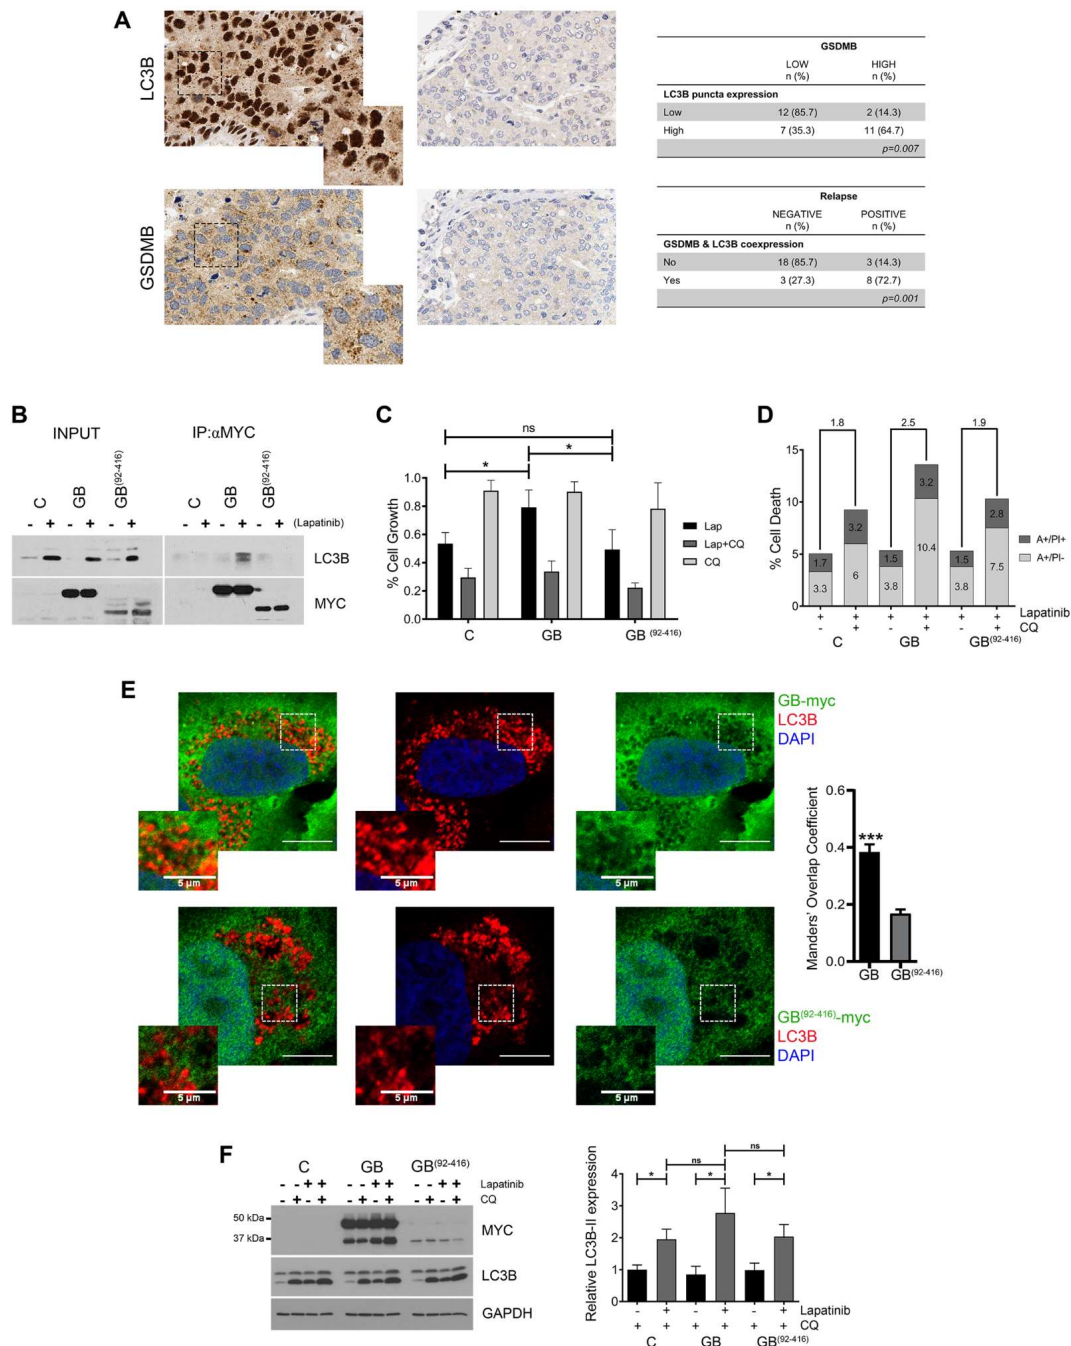 A
LC3B
GSDMB
GSDMB
LOW HIGH
n (%) n (%)
LC3B puncta expression
Low 12 (85.7) 2 (14.3)
High 7 (35.3) 11 (64.7)
p=0.007
Relapse
NEGATIVE POSITIVE
n (%) n (%)
GSDMB & LC3B coexpression
No 18 (85.7) 3 (14.3)
Yes 3 (27.3) 8 (72.7)
p=0.001
B
INPUT IP:αMYC
C GB GB(92-416) C GB GB(92-416)
- + - + - + - + - + - + (Lapatinib)
LC3B
MYC
C
ns
* *
% Cell Growth
1.0
0.8
0.6
0.4
0.2
0.0
C GB GB (92-416)
Lap
Lap+CQ
CQ
D
1.8 2.5 1.9
% Cell Death
15
10
5
0
1.7 3.2 1.5 3.2 1.5 2.8
3.3 6 3.8 10.4 3.8 7.5
A+/PI+
A+/PI-
+ + + + + + Lapatinib
- + - + - + CQ
C GB GB(92-416)
E
GB-myc
LC3B
DAPI
5 μm 5 μm 5 μm
GB(92-416)-myc
LC3B
DAPI
5 μm 5 μm 5 μm
Manders' Overlap Coefficient
0.6
0.4
0.2
0.0
***
GB GB(92-416)
F
C GB GB(92-416)
- - + + - - + + - - + + Lapatinib
- + - + - + - + - + - + CQ
50 kDa
37 kDa
MYC
LC3B
GAPDH
Relative LC3B-II expression
4
3
2
1
0
ns ns
* * *
- + - + - + Lapatinib
+ + + + + + CQ
C GB GB(92-416)